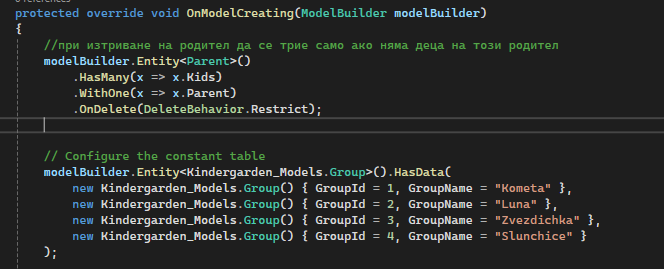 protected override void OnModelCreating(ModelBuilder modelBuilder)
{
//при изтриване на родител да се трие само ако няма деца на този родител
modelBuilder.Entity<Parent>()
.HasMany(x => x.Kids)
.WithOne(x => x.Parent)
.OnDelete(DeleteBehavior.Restrict);
// Configure the constant table
modelBuilder.Entity<Kindergarden_Models.Group>().HasData(
new Kindergarden_Models.Group() { GroupId = 1, GroupName = "Kometa" },
new Kindergarden_Models.Group() { GroupId = 2, GroupName = "Luna" },
new Kindergarden_Models.Group() { GroupId = 3, GroupName = "Zvezdichka" },
new Kindergarden_Models.Group() { GroupId = 4, GroupName = "Slunchice" }
);